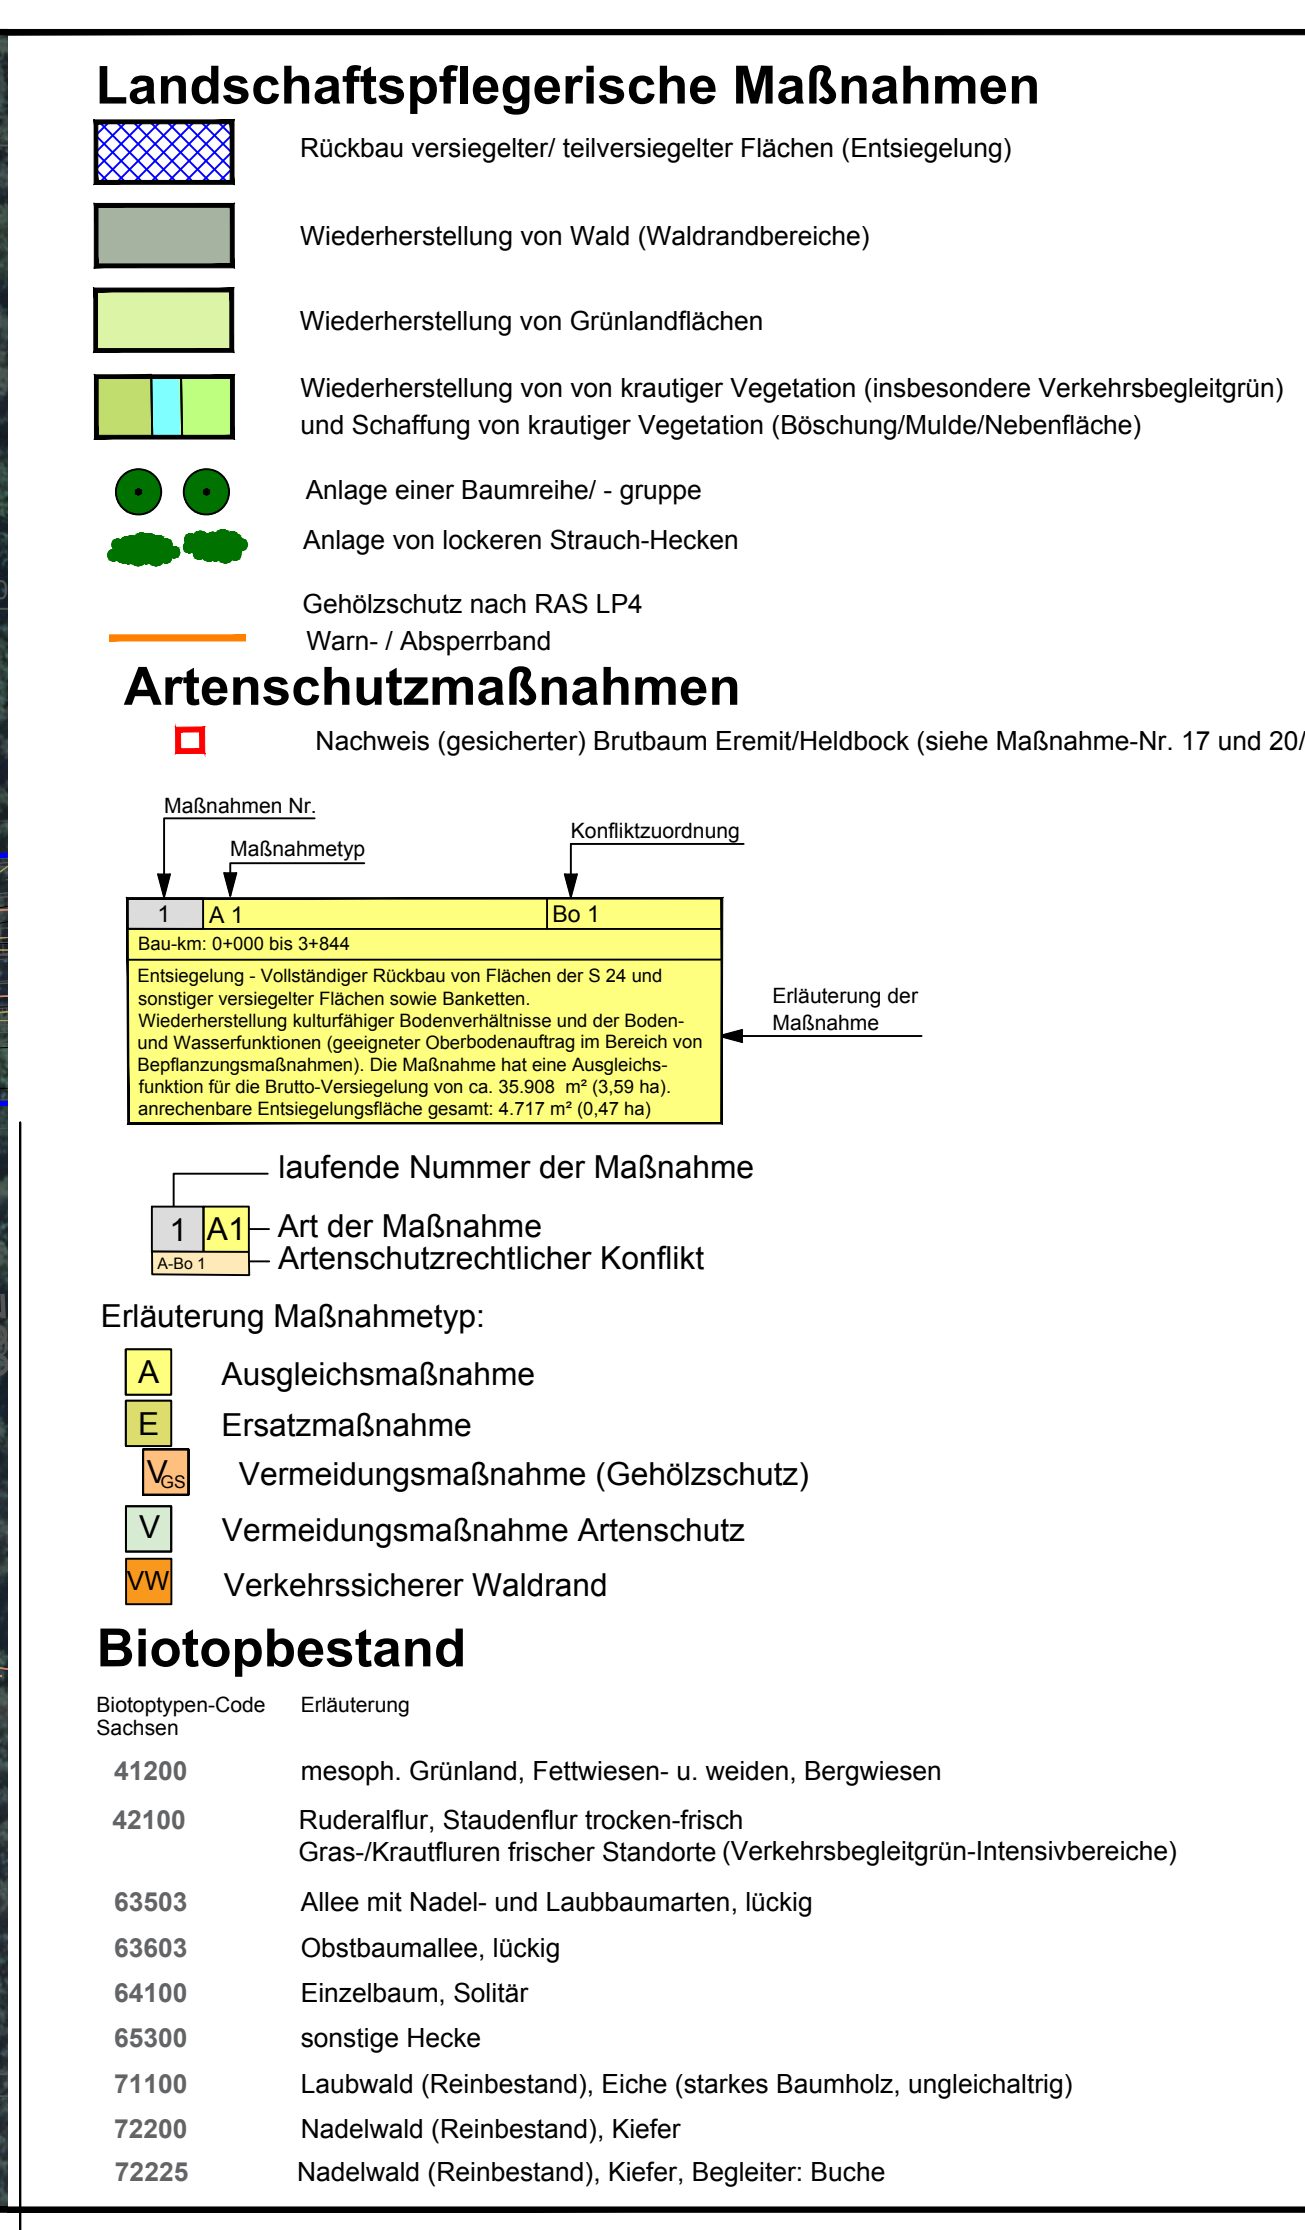 Landschaftspflegerische Maßnahmen
Rückbau versiegelter/ teilversiegelter Flächen (Entsiegelung)
Wiederherstellung von Wald (Waldrandbereiche)
Wiederherstellung von Grünlandflächen
Wiederherstellung von von krautiger Vegetation (insbesondere Verkehrsbegleitgrün)
und Schaffung von krautiger Vegetation (Böschung/Mulde/Nebenfläche)
Anlage einer Baumreihe/ - gruppe
Anlage von lockeren Strauch-Hecken
Gehölzschutz nach RAS LP4
Warn- / Absperrband
Artenschutzmaßnahmen
Nachweis (gesicherter) Brutbaum Eremit/Heldbock (siehe Maßnahme-Nr. 17 und 20/
Maßnahmen Nr.
Konfliktzuordnung
Maßnahmetyp
1 A 1 Bo 1
Bau-km: 0+000 bis 3+844
Entsiegelung - Vollständiger Rückbau von Flächen der S 24 und
sonstiger versiegelter Flächen sowie Banketten.
Wiederherstellung kulturfähiger Bodenverhältnisse und der Boden-
und Wasserfunktionen (geeigneter Oberbodenauftrag im Bereich von
Bepflanzungsmaßnahmen). Die Maßnahme hat eine Ausgleichs-
funktion für die Brutto-Versiegelung von ca. 35.908 m² (3,59 ha).
anrechenbare Entsiegelungsfläche gesamt: 4.717 m² (0,47 ha)
Erläuterung der
Maßnahme
laufende Nummer der Maßnahme
1 A1 Art der Maßnahme
A-Bo 1 Artenschutzrechtlicher Konflikt
Erläuterung Maßnahmetyp:
A Ausgleichsmaßnahme
E Ersatzmaßnahme
VGS Vermeidungsmaßnahme (Gehölzschutz)
V Vermeidungsmaßnahme Artenschutz
VW Verkehrssicherer Waldrand
Biotopbestand
Biotoptypen-Code Erläuterung
Sachsen
41200 mesoph. Grünland, Fettwiesen- u. weiden, Bergwiesen
42100 Ruderalflur, Staudenflur trocken-frisch
Gras-/Krautfluren frischer Standorte (Verkehrsbegleitgrün-Intensivbereiche)
63503 Allee mit Nadel- und Laubbaumarten, lückig
63603 Obstbaumallee, lückig
64100 Einzelbaum, Solitär
65300 sonstige Hecke
71100 Laubwald (Reinbestand), Eiche (starkes Baumholz, ungleichaltrig)
72200 Nadelwald (Reinbestand), Kiefer
72225 Nadelwald (Reinbestand), Kiefer, Begleiter: Buche